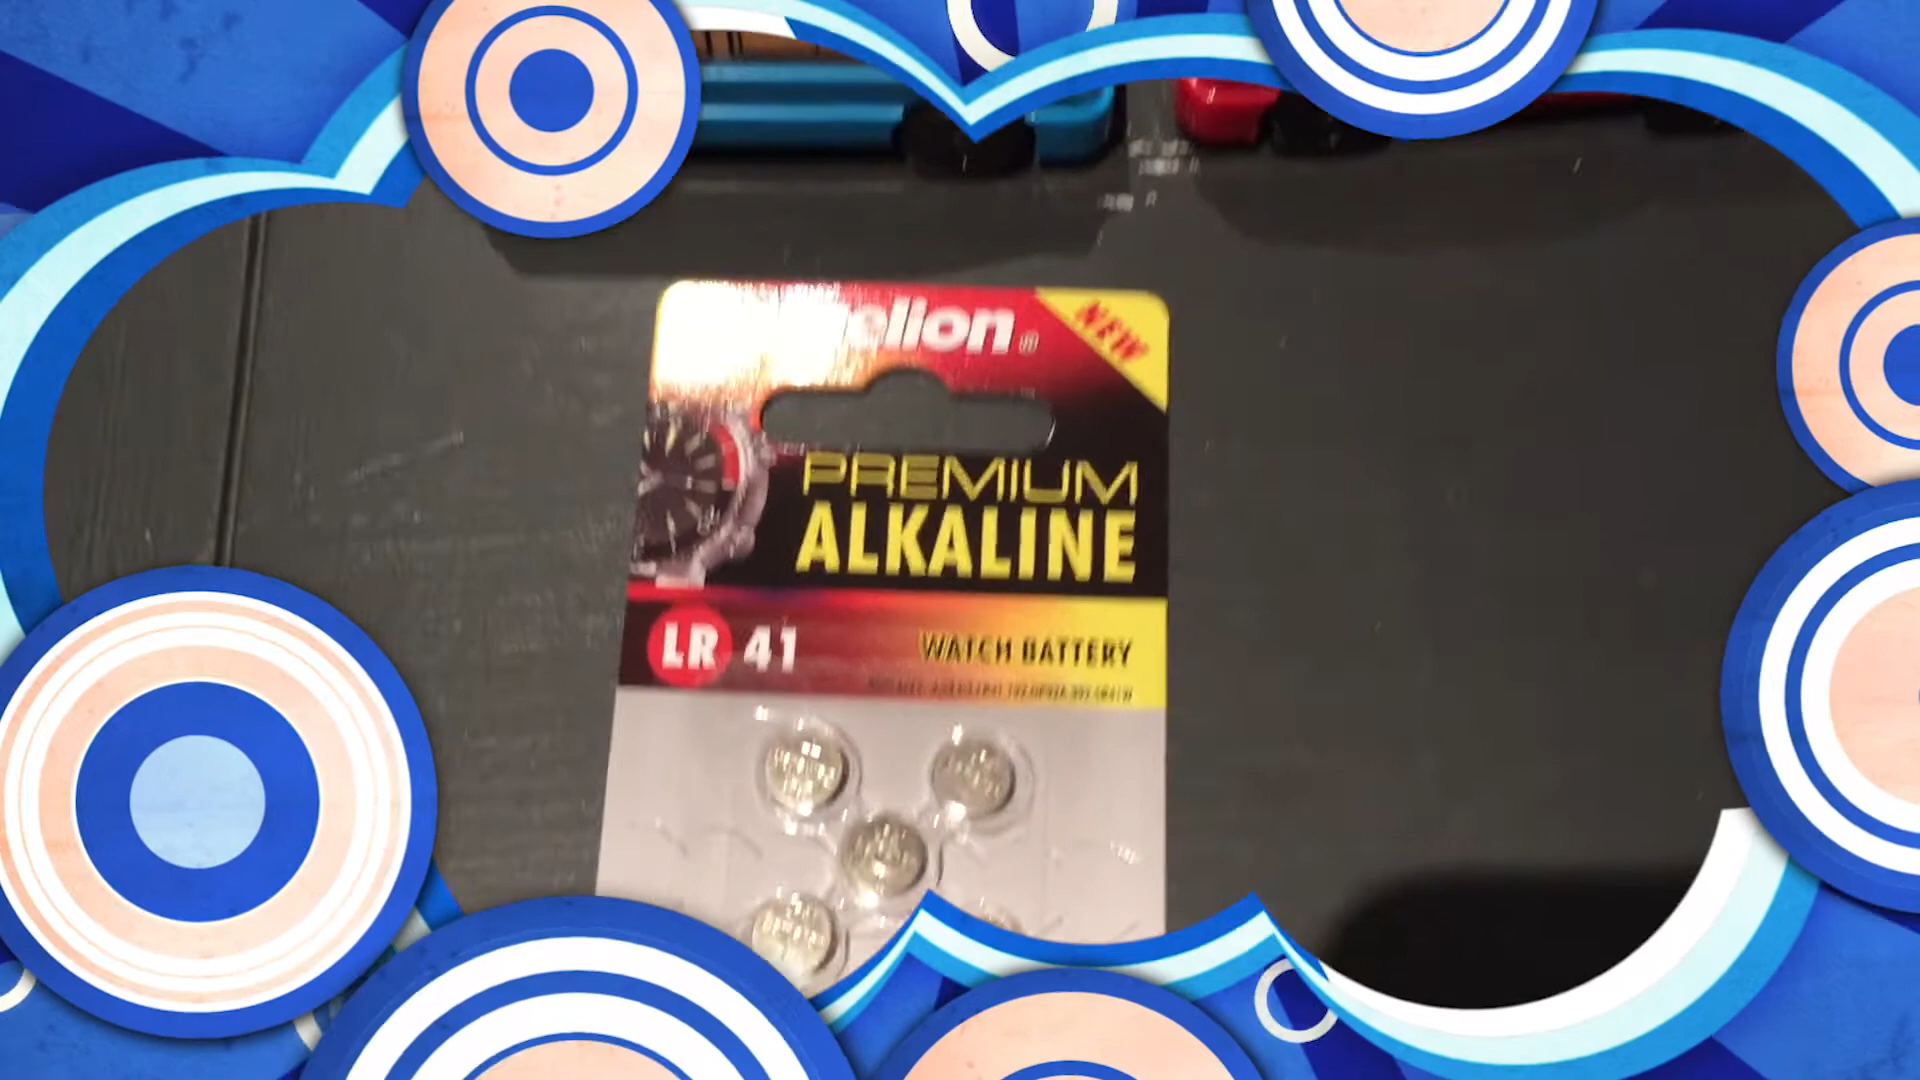 elion®
NEW
PREMIUM
ALKALINE
LR 41
WATCH BATTERY